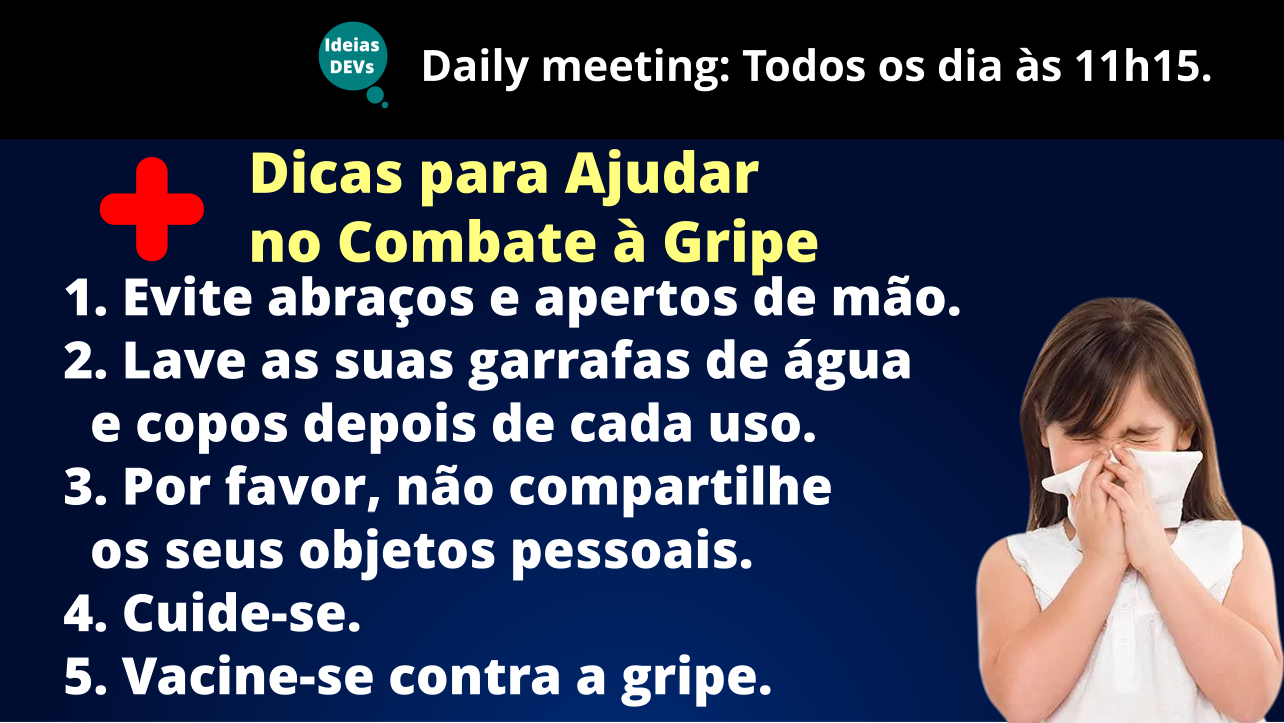 Ideias
DEVs
Daily meeting: Todos os dia às 11h15.
Dicas para Ajudar
no Combate à Gripe
1. Evite abraços e apertos de mão.
2. Lave as suas garrafas de água
e copos depois de cada uso.
3. Por favor, não compartilhe
os seus objetos pessoais.
4. Cuide-se.
5. Vacine-se contra a gripe.